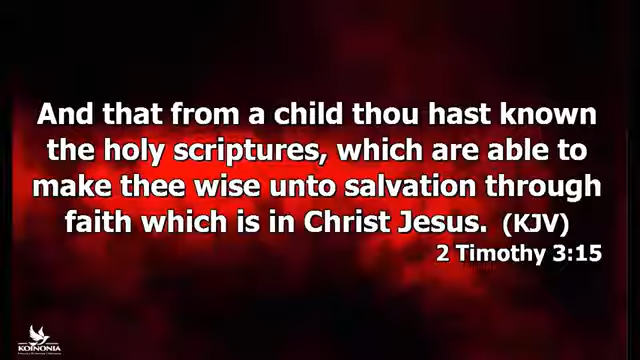 And that from a child thou hast known
the holy scriptures, which are able to
make thee wise unto salvation through
faith which is in Christ Jesus. (KJV)
2 Timothy 3:15
KOINONIA